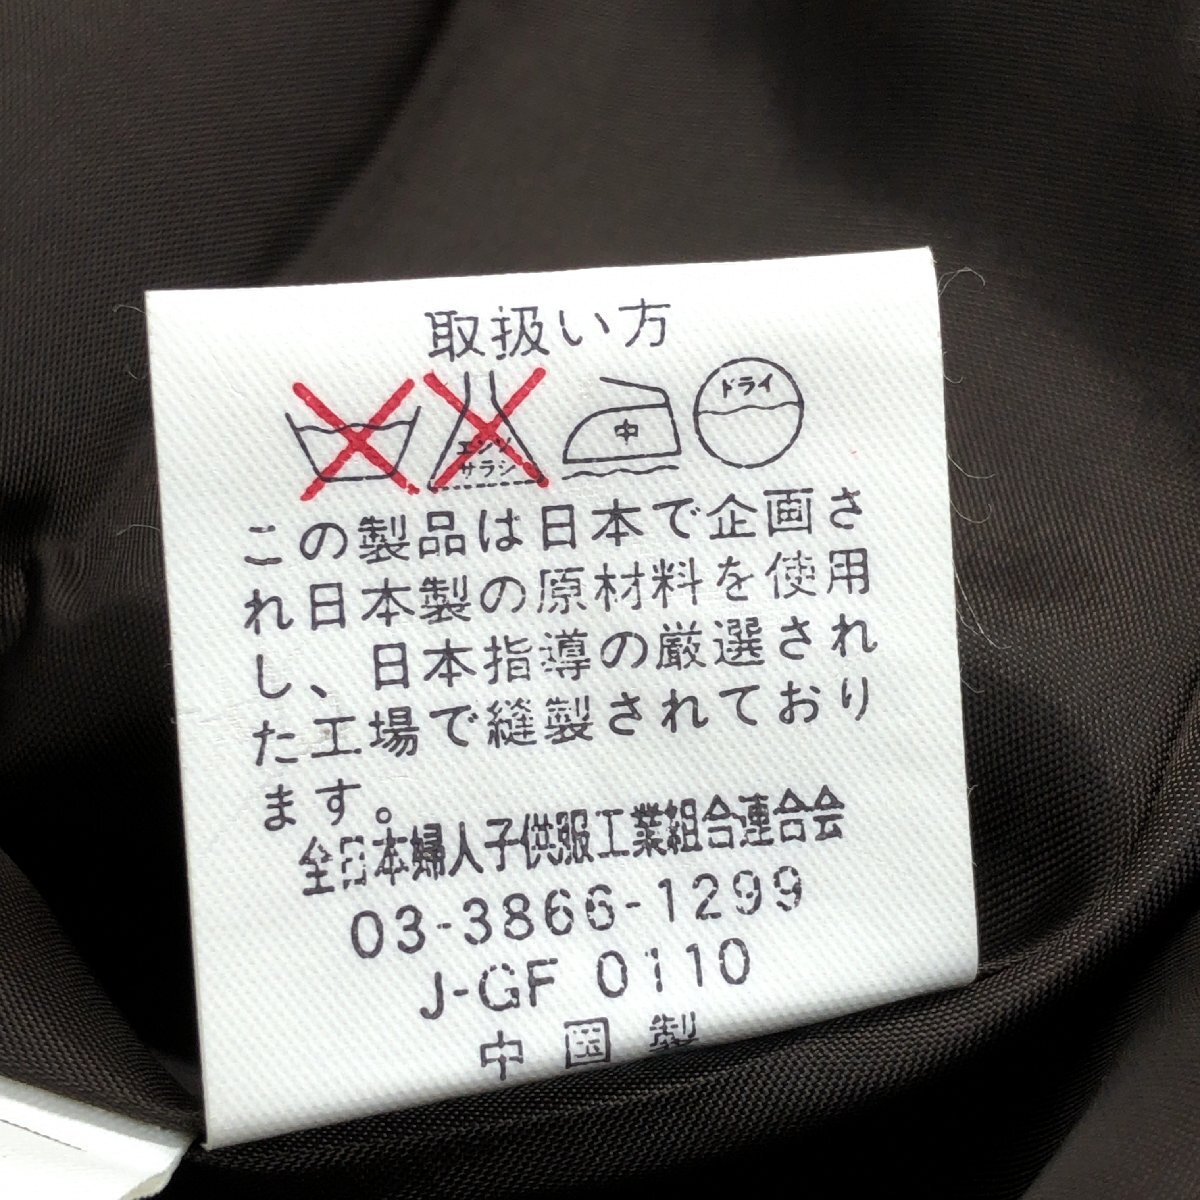 取扱い方
エンソ
サラシ
中
ドライ
この製品は日本で企画さ
れ日本製の原材料を使用
し、日本指導の厳選され
た工場で縫製されており
ます。
全日本婦人子供服工業組合連合会
03-3866-1299
J-GF 0110
中国製